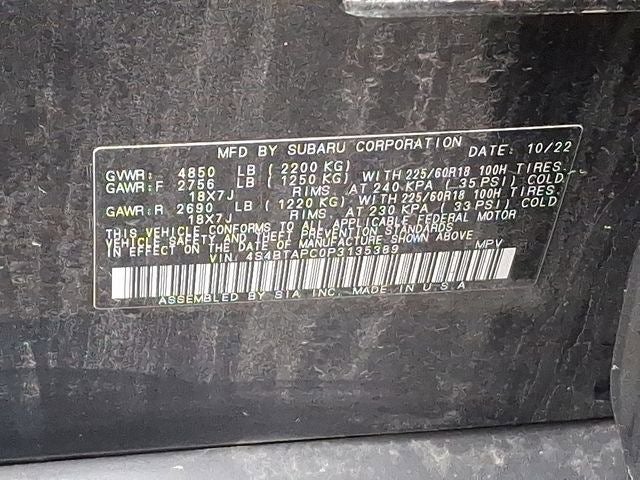 MFD BY SUBARU CORPORATION DATE: 10/22
GVWR: 4850 LB (2200 KG)
GAWR:F 2756 LB (1250 KG) WITH 225/60R18 100H TIRES.
18X7J RIMS. AT 240 KPA (35 PSI) COLD
GAWR:R 2690 LB (1220 KG) WITH 225/60R18 100H TIRES.
18X7J RIMS. AT 230 KPA (33 PSI) COLD
THIS VEHICLE CONFORMS TO ALL APPLICABLE FEDERAL MOTOR
VEHICLE SAFETY AND THEFT PREVENTION STANDARDS
IN EFFECT ON THE DATE OF MANUFACTURE SHOWN ABOVE
VIN: 4S4BTAPC0P3135389 MPV
ASSEMBLED BY SIA INC. MADE IN U.S.A